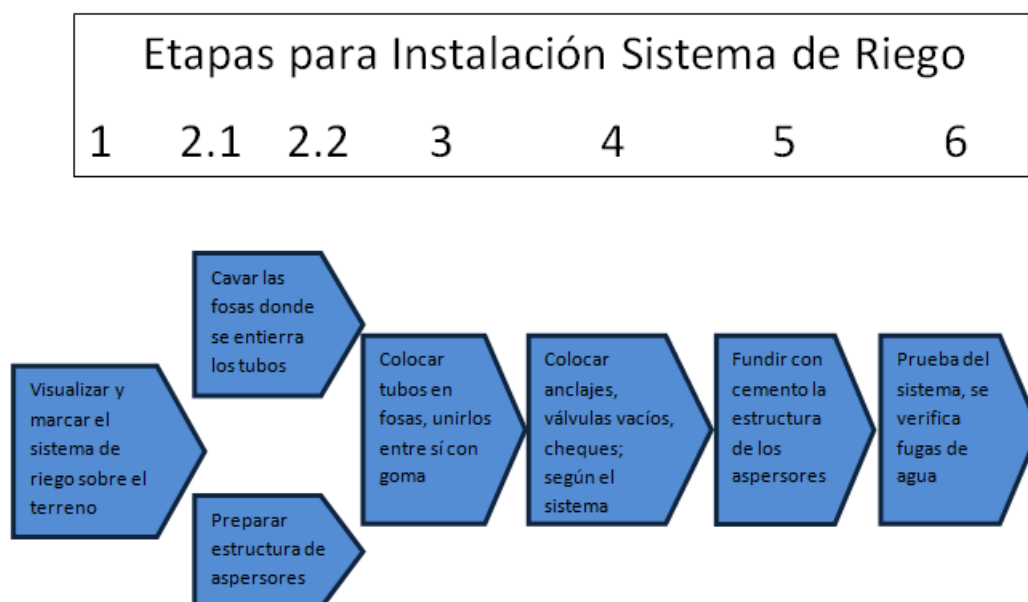 Etapas para Instalación Sistema de Riego
1 2.1 2.2 3 4 5 6
Visualizar y
marcar el
sistema de
riego sobre el
terreno
Cavar las
fosas donde
se entierra
los tubos
Preparar
estructura de
aspersores
Colocar
tubos en
fosas, unirlos
entre sí con
goma
Colocar
anclajes,
válvulas vacíos,
cheques;
según el
sistema
Fundir con
cemento la
estructura
de los
aspersores
Prueba del
sistema, se
verifica
fugas de
agua